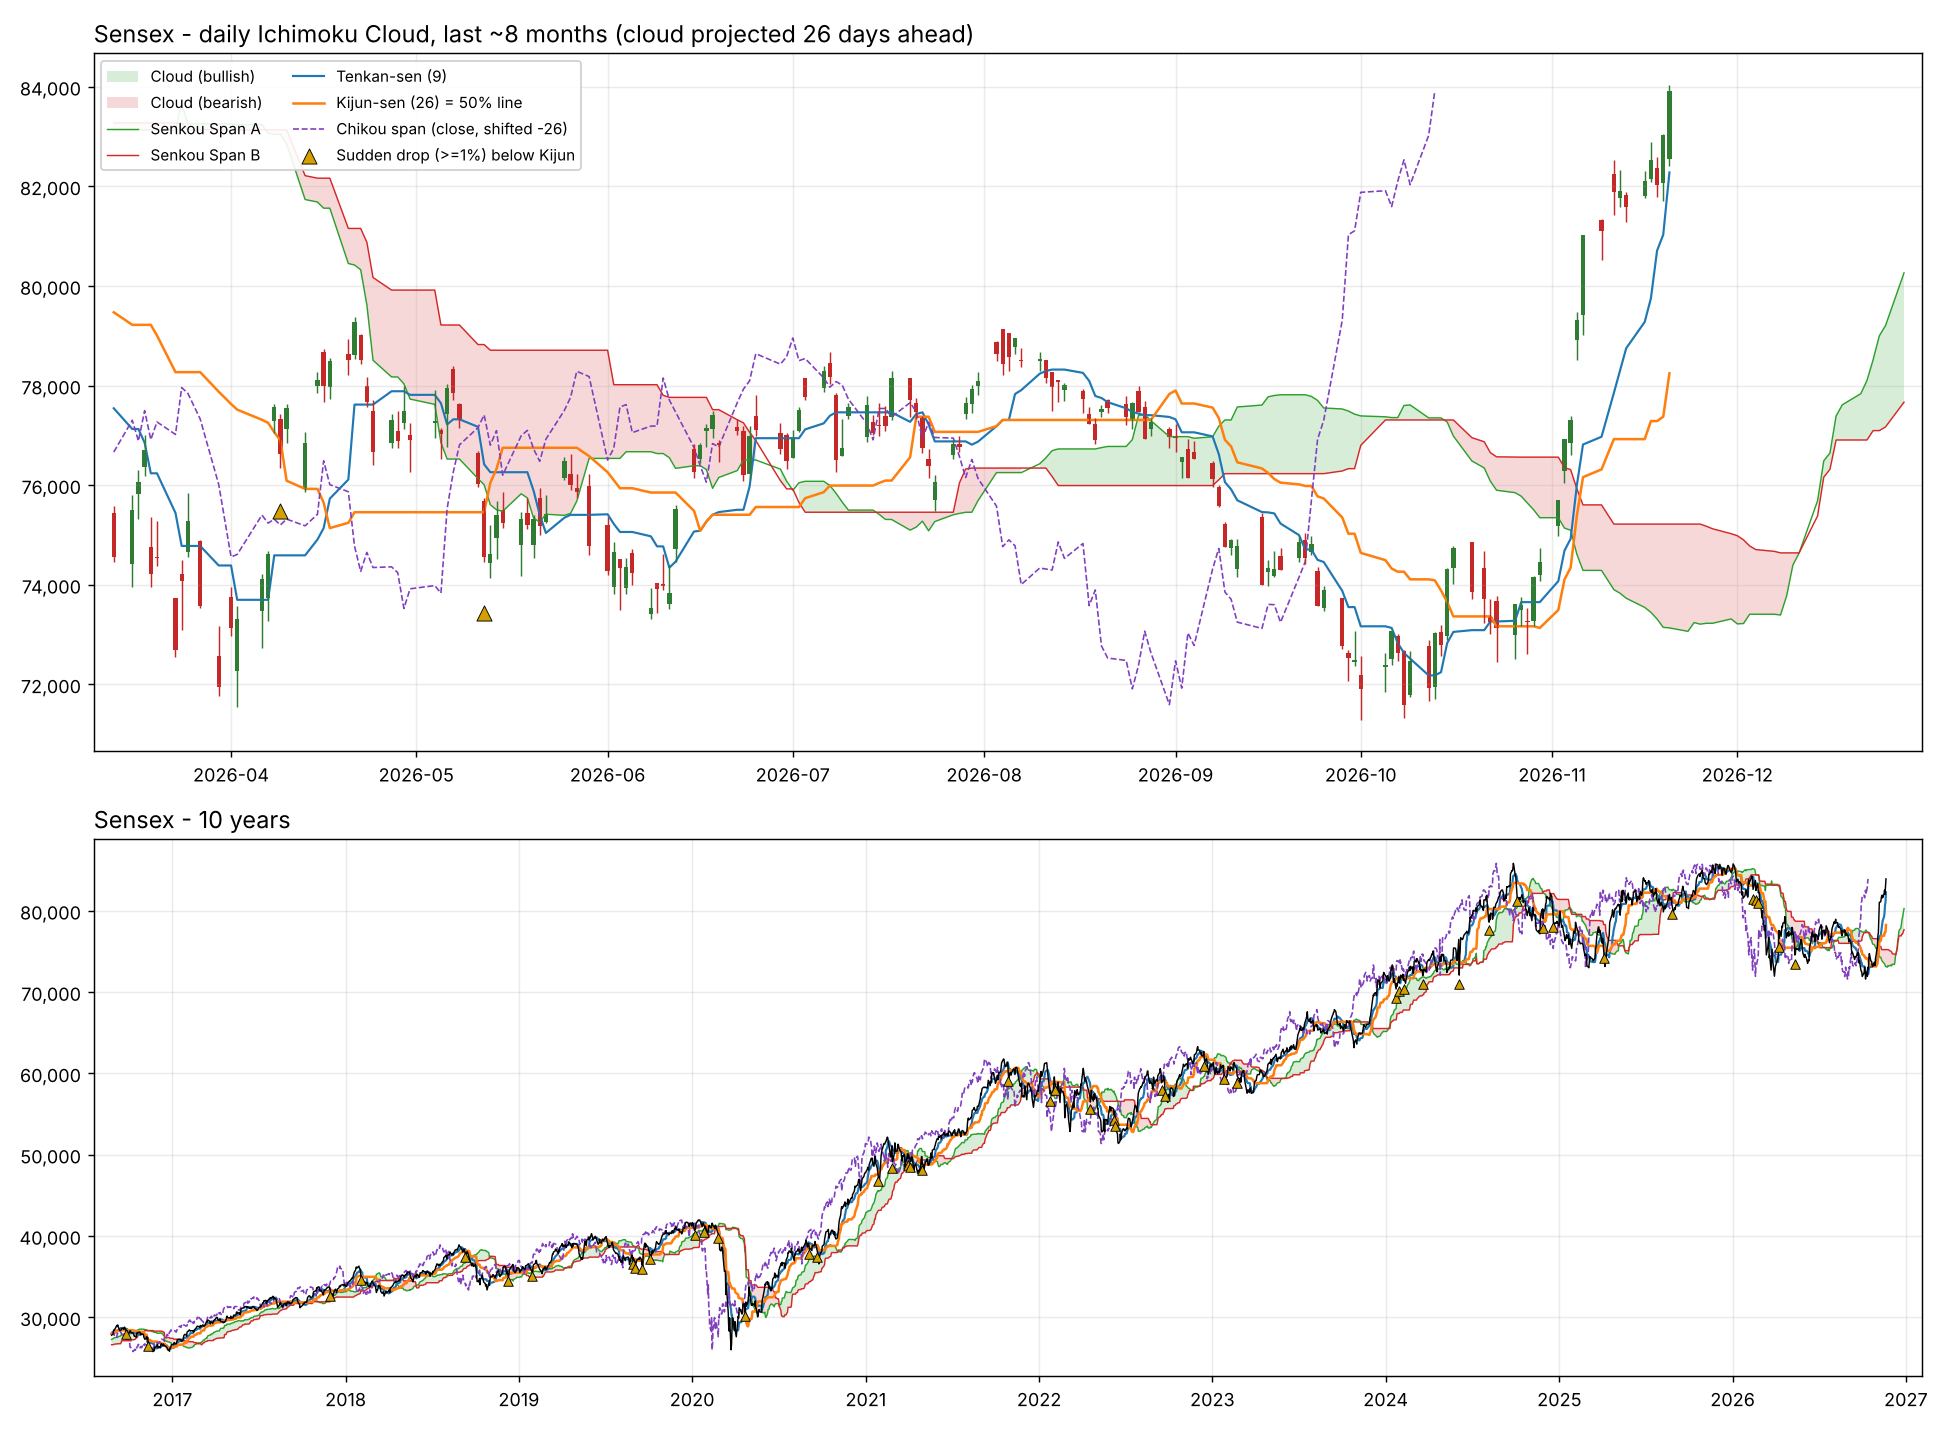 Sensex - daily Ichimoku Cloud, last ~8 months (cloud projected 26 days ahead)
Cloud (bullish)
Cloud (bearish)
Senkou Span A
Senkou Span B
Tenkan-sen (9)
Kijun-sen (26) = 50% line
Chikou span (close, shifted -26)
Sudden drop (>=1%) below Kijun
84,000
82,000
80,000
78,000
76,000
74,000
72,000
2026-04 2026-05 2026-06 2026-07 2026-08 2026-09 2026-10 2026-11 2026-12
Sensex - 10 years
80,000
70,000
60,000
50,000
40,000
30,000
2017 2018 2019 2020 2021 2022 2023 2024 2025 2026 2027